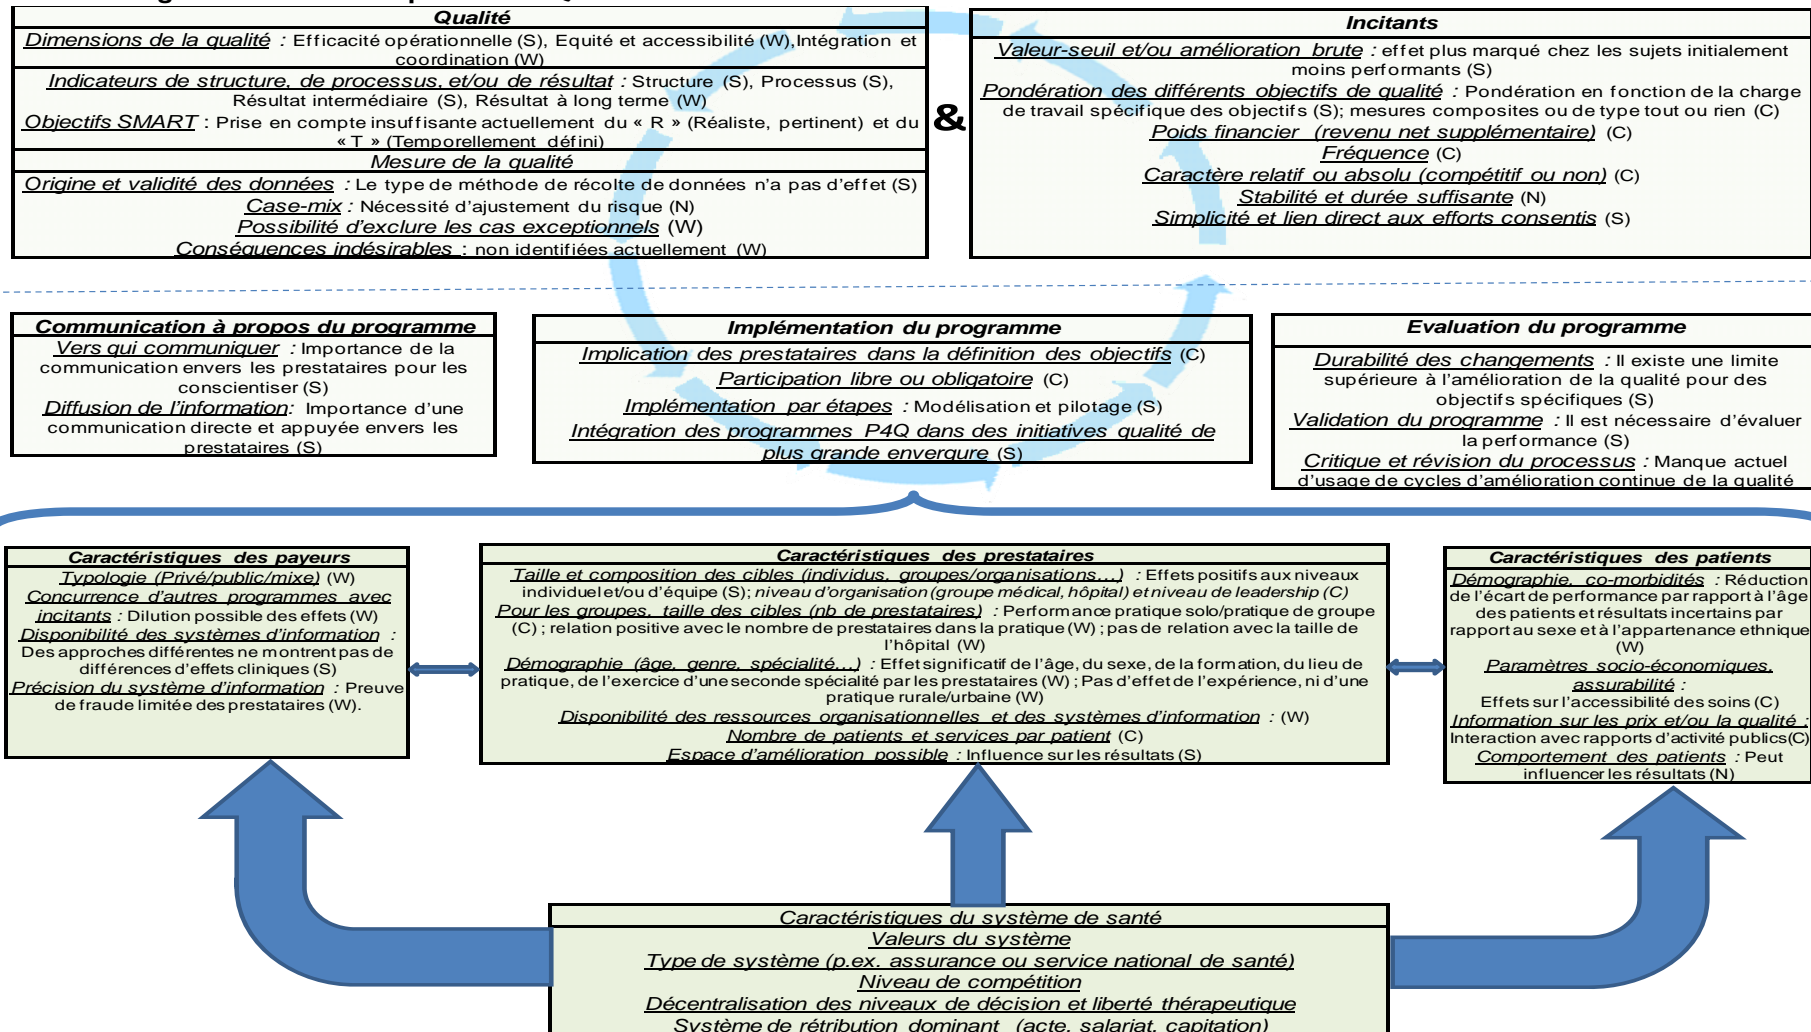 Qualité
Dimensions de la qualité : Efficacité opérationnelle (S), Equité et accessibilité (W),Intégration et
coordination (W)
Indicateurs de structure, de processus, et/ou de résultat : Structure (S), Processus (S),
Résultat intermédiaire (S), Résultat à long terme (W)
Objectifs SMART : Prise en compte insuffisante actuellement du « R » (Réaliste, pertinent) et du
« T » (Temporellement défini)
Mesure de la qualité
Origine et validité des données : Le type de méthode de récolte de données n’a pas d’effet (S)
Case-mix : Nécessité d’ajustement du risque (N)
Possibilité d’exclure les cas exceptionnels (W)
Conséquences indésirables : non identifiées actuellement (W)
&
Incitants
Valeur-seuil et/ou amélioration brute : effet plus marqué chez les sujets initialement
moins performants (S)
Pondération des différents objectifs de qualité : Pondération en fonction de la charge
de travail spécifique des objectifs (S); mesures composites ou de type tout ou rien (C)
Poids financier (revenu net supplémentaire) (C)
Fréquence (C)
Caractère relatif ou absolu (compétitif ou non) (C)
Stabilité et durée suffisante (N)
Simplicité et lien direct aux efforts consentis (S)
Communication à propos du programme
Vers qui communiquer : Importance de la
communication envers les prestataires pour les
conscientiser (S)
Diffusion de l’information: Importance d’une
communication directe et appuyée envers les
prestataires (S)
Implémentation du programme
Implication des prestataires dans la définition des objectifs (C)
Participation libre ou obligatoire (C)
Implémentation par étapes : Modélisation et pilotage (S)
Intégration des programmes P4Q dans des initiatives qualité de
plus grande envergure (S)
Evaluation du programme
Durabilité des changements : Il existe une limite
supérieure à l’amélioration de la qualité pour des
objectifs spécifiques (S)
Validation du programme : Il est nécessaire d’évaluer
la performance (S)
Critique et révision du processus : Manque actuel
d’usage de cycles d’amélioration continue de la qualité
Caractéristiques des payeurs
Typologie (Privé/public/mixe) (W)
Concurrence d’autres programmes avec
incitants : Dilution possible des effets (W)
Disponibilité des systèmes d’information :
Des approches différentes ne montrent pas de
différences d’effets cliniques (S)
Précision du système d’information : Preuve
de fraude limitée des prestataires (W).
Caractéristiques des prestataires
Taille et composition des cibles (individus, groupes/organisations…) : Effets positifs aux niveaux
individuel et/ou d’équipe (S); niveau d’organisation (groupe médical, hôpital) et niveau de leadership (C)
Pour les groupes, taille des cibles (nb de prestataires) : Performance pratique solo/pratique de groupe
(C) ; relation positive avec le nombre de prestataires dans la pratique (W) ; pas de relation avec la taille de
l’hôpital (W)
Démographie (âge, genre, spécialité…) : Effet significatif de l’âge, du sexe, de la formation, du lieu de
pratique, de l’exercice d’une seconde spécialité par les prestataires (W) ; Pas d’effet de l’expérience, ni d’une
pratique rurale/urbaine (W)
Disponibilité des ressources organisationnelles et des systèmes d’information : (W)
Nombre de patients et services par patient (C)
Espace d’amélioration possible : Influence sur les résultats (S)
Caractéristiques des patients
Démographie, co-morbidités : Réduction
de l’écart de performance par rapport à l’âge
des patients et résultats incertains par
rapport au sexe et à l’appartenance ethnique
(W)
Paramètres socio-économiques,
assurabilité :
Effets sur l’accessibilité des soins (C)
Information sur les prix et/ou la qualité :
Interaction avec rapports d’activité publics(C)
Comportement des patients : Peut
influencer les résultats (N)
Caractéristiques du système de santé
Valeurs du système
Type de système (p.ex. assurance ou service national de santé)
Niveau de compétition
Décentralisation des niveaux de décision et liberté thérapeutique
Système de rétribution dominant (acte, salariat, capitation)